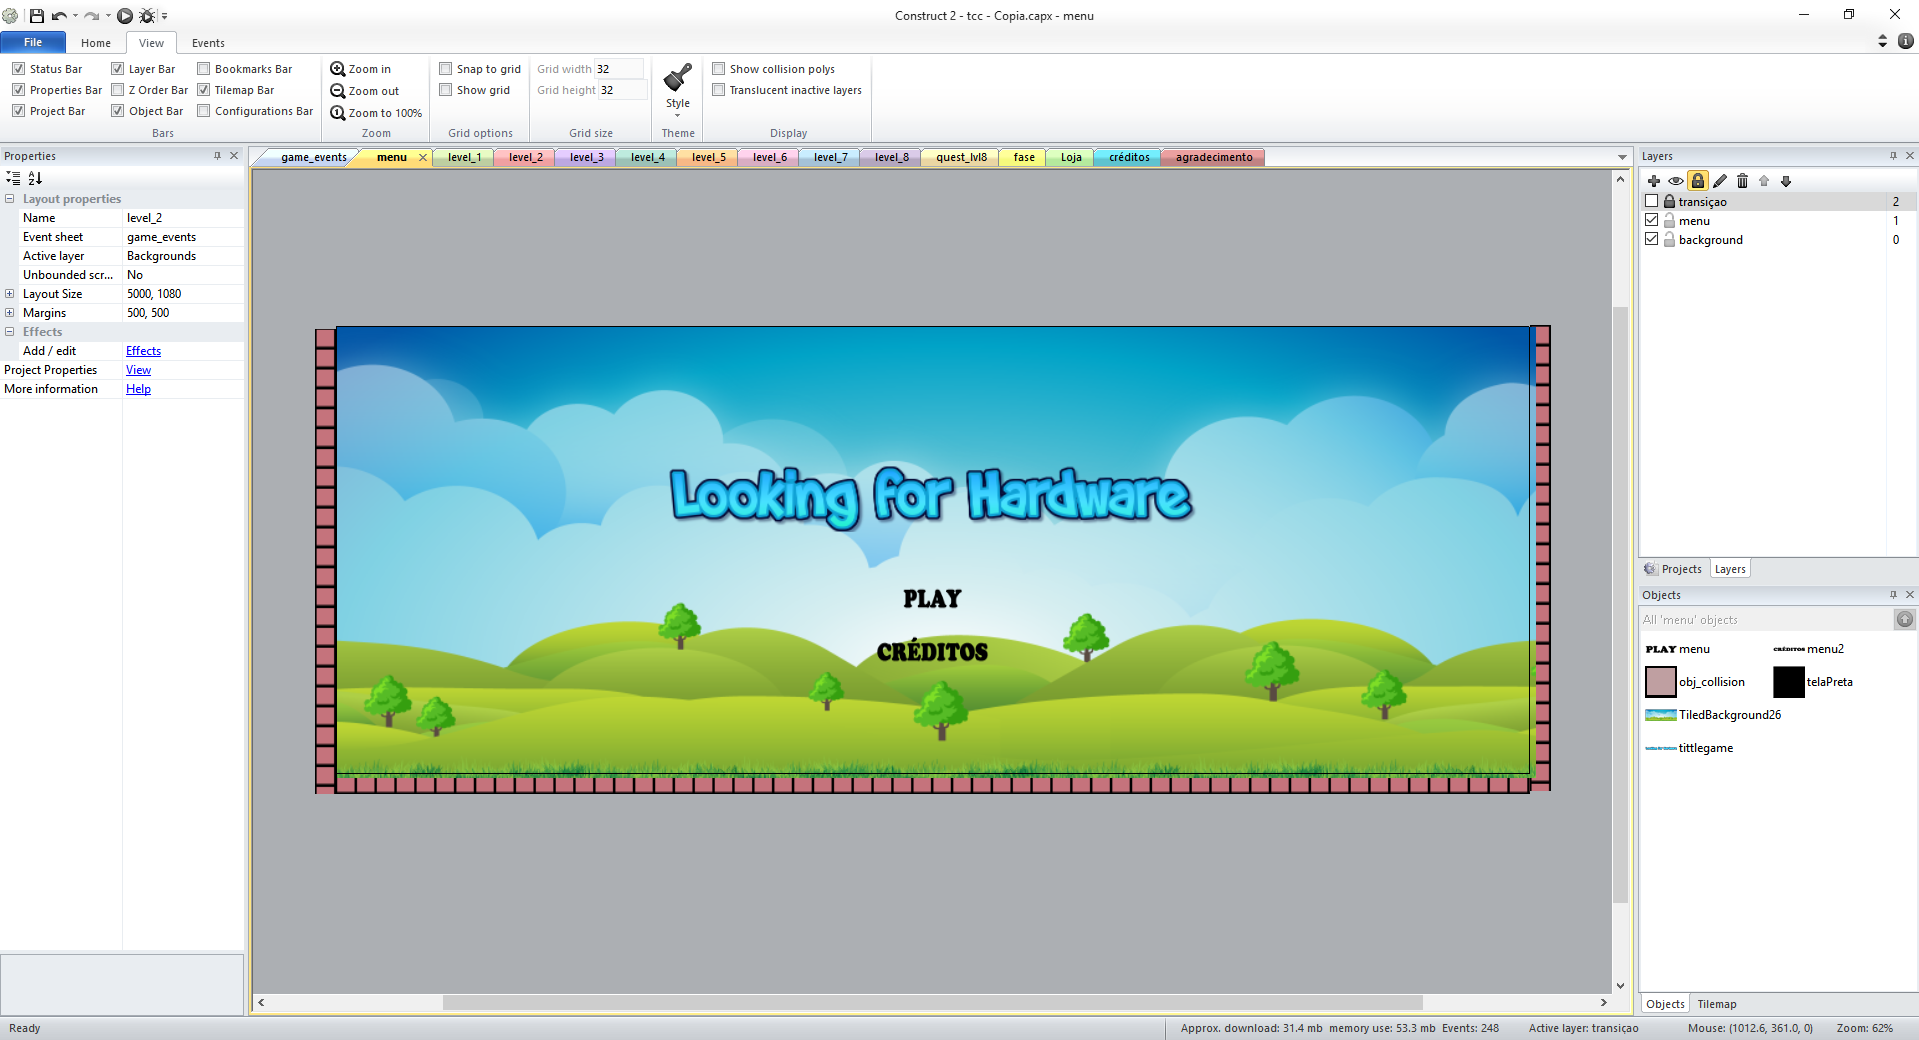 Construct 2 - tcc - Copia.capx - menu
File Home View Events
Status Bar Layer Bar Bookmarks Bar Zoom in Snap to grid Grid width 32 Show collision polys
Properties Bar Z Order Bar Tilemap Bar Zoom out Show grid Grid height 32 Translucent inactive layers
Project Bar Object Bar Configurations Bar Zoom to 100% Style
Bars Zoom Grid options Grid size Theme Display
Properties
Layout properties
Name level_2
Event sheet game_events
Active layer Backgrounds
Unbounded scr... No
Layout Size 5000, 1080
Margins 500, 500
Effects
Add / edit Effects
Project Properties View
More information Help
game_events menu level_1 level_2 level_3 level_4 level_5 level_6 level_7 level_8 quest_lvl8 fase Loja créditos agradecimento
Looking for Hardware
PLAY
CRÉDITOS
Layers
transiçao 2
menu 1
background 0
Projects Layers
Objects
All 'menu' objects
PLAY menu CRÉDITOS menu2
obj_collision telaPreta
TiledBackground26
tittlegame
Objects Tilemap
Ready Approx. download: 31.4 mb memory use: 53.3 mb Events: 248 Active layer: transiçao Mouse: (1012.6, 361.0, 0) Zoom: 62%